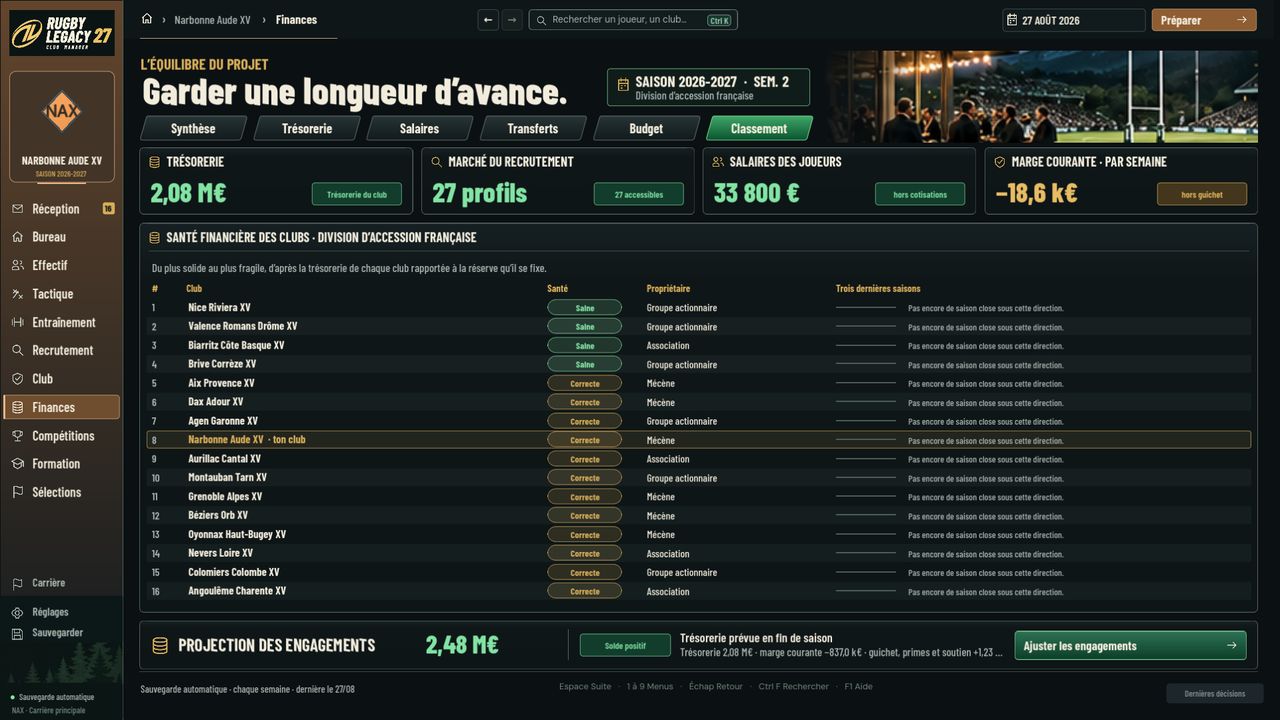 RUGBY
LEGACY 27
CLUB MANAGER
NAX
NARBONNE AUDE XV
SAISON 2026-2027
Réception 16
Bureau
Effectif
Tactique
Entraînement
Recrutement
Club
Finances
Compétitions
Formation
Sélections
Carrière
Réglages
Sauvegarder
Sauvegarde automatique
NAX · Carrière principale
Narbonne Aude XV › Finances
← →
Rechercher un joueur, un club... Ctrl K
27 AOÛT 2026
Préparer →
L'ÉQUILIBRE DU PROJET
Garder une longueur d'avance.
SAISON 2026-2027 · SEM. 2
Division d'accession française
Synthèse Trésorerie Salaires Transferts Budget Classement
TRÉSORERIE
2,08 M€ Trésorerie du club
MARCHÉ DU RECRUTEMENT
27 profils 27 accessibles
SALAIRES DES JOUEURS
33 800 € hors cotisations
MARGE COURANTE · PAR SEMAINE
−18,6 k€ hors guichet
SANTÉ FINANCIÈRE DES CLUBS · DIVISION D'ACCESSION FRANÇAISE
Du plus solide au plus fragile, d'après la trésorerie de chaque club rapportée à la réserve qu'il se fixe.
# Club Santé Propriétaire Trois dernières saisons
1 Nice Riviera XV Saine Groupe actionnaire Pas encore de saison close sous cette direction.
2 Valence Romans Drôme XV Saine Groupe actionnaire Pas encore de saison close sous cette direction.
3 Biarritz Côte Basque XV Saine Association Pas encore de saison close sous cette direction.
4 Brive Corrèze XV Saine Groupe actionnaire Pas encore de saison close sous cette direction.
5 Aix Provence XV Correcte Mécène Pas encore de saison close sous cette direction.
6 Dax Adour XV Correcte Mécène Pas encore de saison close sous cette direction.
7 Agen Garonne XV Correcte Groupe actionnaire Pas encore de saison close sous cette direction.
8 Narbonne Aude XV · ton club Correcte Mécène Pas encore de saison close sous cette direction.
9 Aurillac Cantal XV Correcte Association Pas encore de saison close sous cette direction.
10 Montauban Tarn XV Correcte Groupe actionnaire Pas encore de saison close sous cette direction.
11 Grenoble Alpes XV Correcte Mécène Pas encore de saison close sous cette direction.
12 Béziers Orb XV Correcte Mécène Pas encore de saison close sous cette direction.
13 Oyonnax Haut-Bugey XV Correcte Mécène Pas encore de saison close sous cette direction.
14 Nevers Loire XV Correcte Association Pas encore de saison close sous cette direction.
15 Colomiers Colombe XV Correcte Groupe actionnaire Pas encore de saison close sous cette direction.
16 Angoulême Charente XV Correcte Association Pas encore de saison close sous cette direction.
PROJECTION DES ENGAGEMENTS 2,48 M€ Solde positif
Trésorerie prévue en fin de saison
Trésorerie 2,08 M€ · marge courante −837,0 k€ · guichet, primes et soutien +1,23 ...
Ajuster les engagements →
Sauvegarde automatique · chaque semaine · dernière le 27/08
Espace Suite · 1 à 9 Menus · Échap Retour · Ctrl F Rechercher · F1 Aide
Dernières décisions